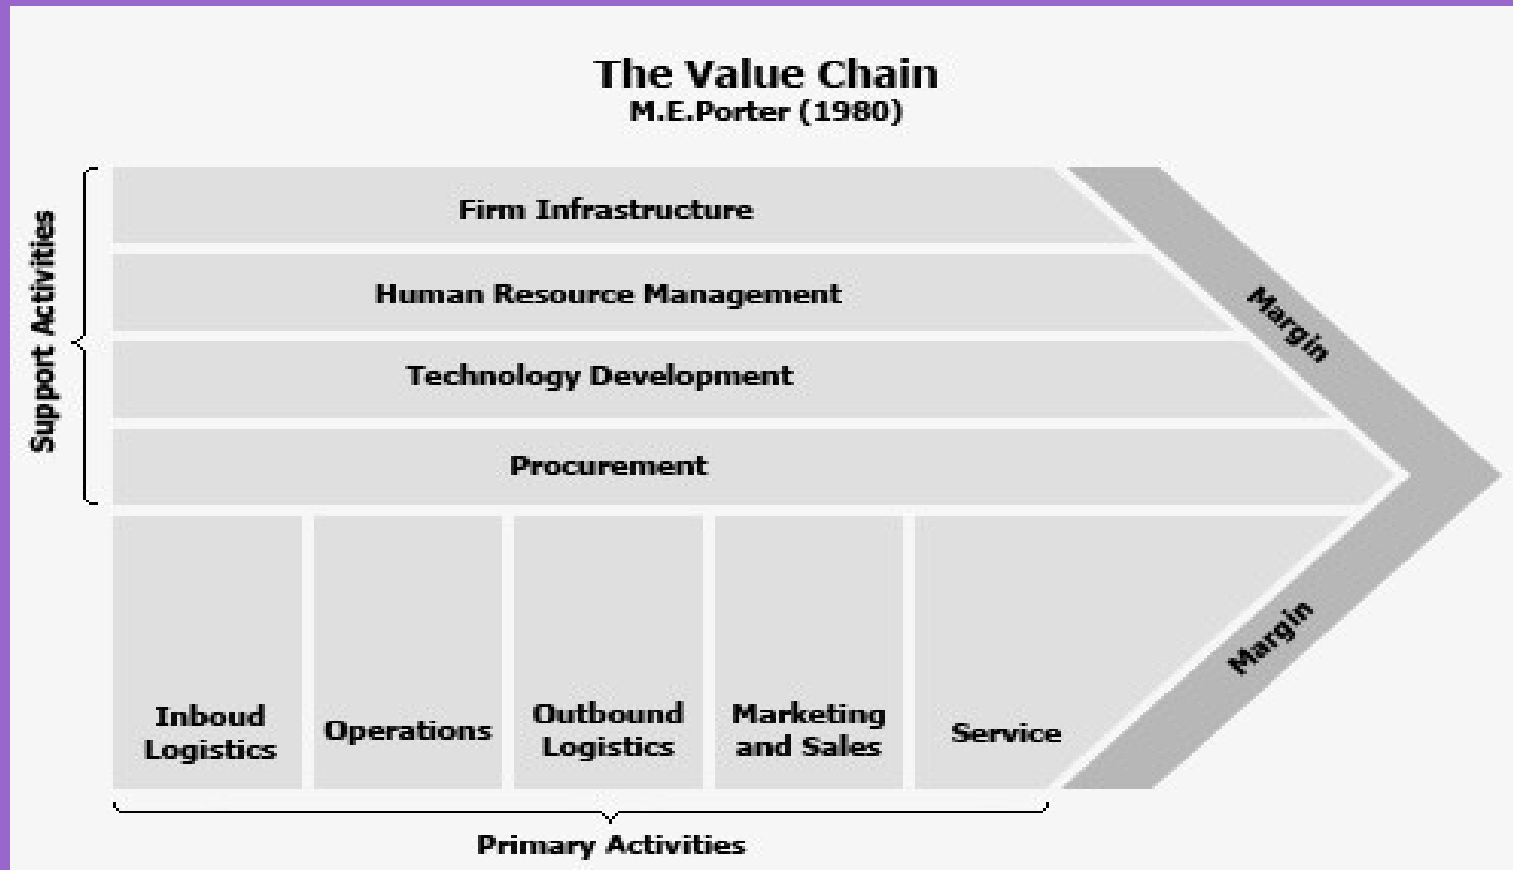 The Value Chain
M.E.Porter (1980)
Support Activities
Firm Infrastructure
Human Resource Management
Technology Development
Procurement
Margin
Margin
Inboud
Logistics
Operations
Outbound
Logistics
Marketing
and Sales
Service
Primary Activities